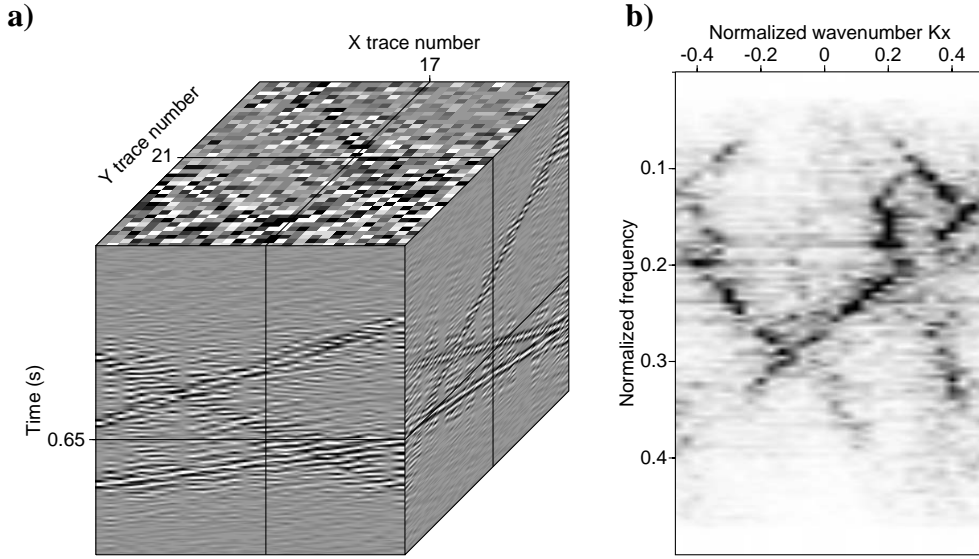 a)
X trace number
17
Y trace number
21
Time (s)
0.65
b)
Normalized wavenumber Kx
-0.4 -0.2 0 0.2 0.4
Normalized frequency
0.1
0.2
0.3
0.4